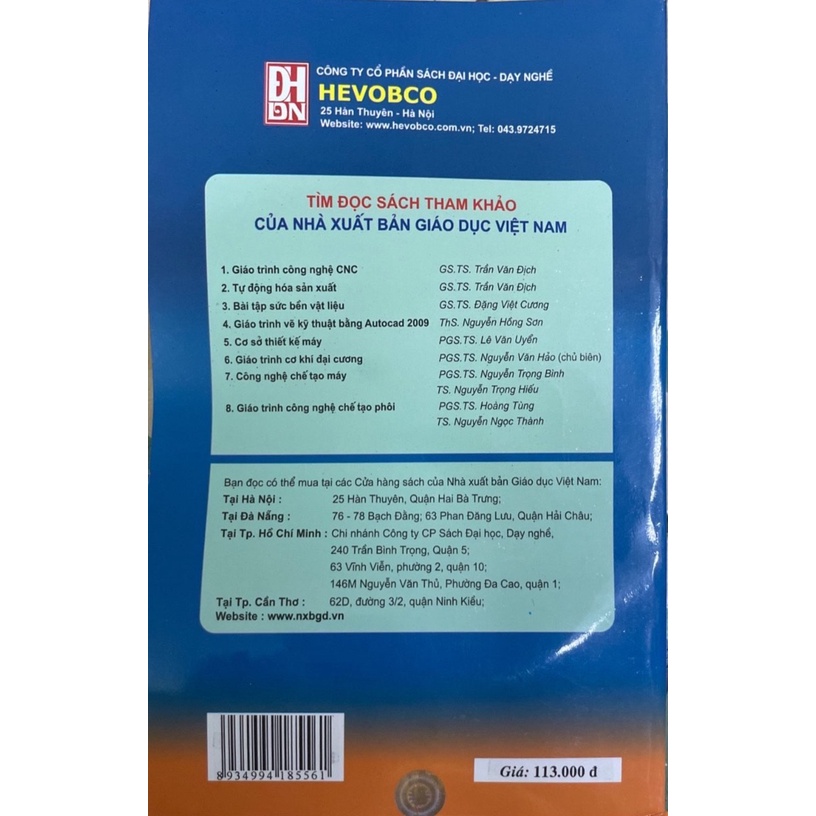 ĐH
DN
CÔNG TY CỔ PHẦN SÁCH ĐẠI HỌC - DẠY NGHỀ
HEVOBCO
25 Hàn Thuyên - Hà Nội
Website: www.hevobco.com.vn; Tel: 043.9724715
TÌM ĐỌC SÁCH THAM KHẢO
CỦA NHÀ XUẤT BẢN GIÁO DỤC VIỆT NAM
1. Giáo trình công nghệ CNC GS.TS. Trần Văn Địch
2. Tự động hóa sản xuất GS.TS. Trần Văn Địch
3. Bài tập sức bền vật liệu GS.TS. Đặng Việt Cương
4. Giáo trình vẽ kỹ thuật bằng Autocad 2009 ThS. Nguyễn Hồng Sơn
5. Cơ sở thiết kế máy PGS.TS. Lê Văn Uyển
6. Giáo trình cơ khí đại cương PGS.TS. Nguyễn Văn Hảo (chủ biên)
7. Công nghệ chế tạo máy PGS.TS. Nguyễn Trọng Bình
TS. Nguyễn Trọng Hiếu
8. Giáo trình công nghệ chế tạo phôi PGS.TS. Hoàng Tùng
TS. Nguyễn Ngọc Thành
Bạn đọc có thể mua tại các Cửa hàng sách của Nhà xuất bản Giáo dục Việt Nam:
Tại Hà Nội : 25 Hàn Thuyên, Quận Hai Bà Trưng;
Tại Đà Nẵng : 76 - 78 Bạch Đằng; 63 Phan Đăng Lưu, Quận Hải Châu;
Tại Tp. Hồ Chí Minh : Chi nhánh Công ty CP Sách Đại học, Dạy nghề,
240 Trần Bình Trọng, Quận 5;
63 Vĩnh Viễn, phường 2, quận 10;
146M Nguyễn Văn Thủ, Phường Đa Cao, quận 1;
Tại Tp. Cần Thơ : 62D, đường 3/2, quận Ninh Kiều;
Website : www.nxbgd.vn
8934994185561
Giá: 113.000 đ